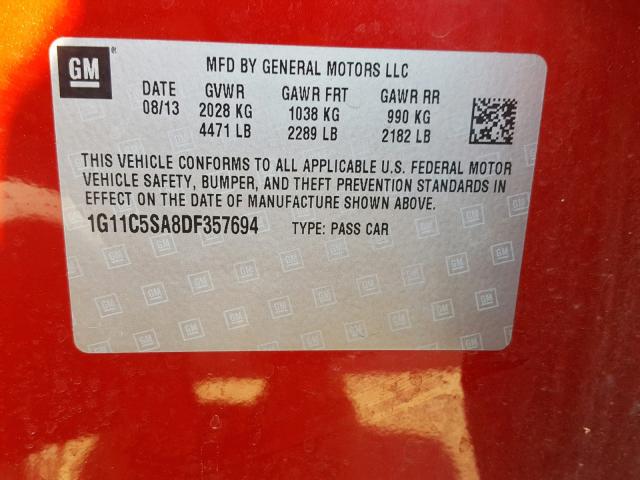 GM ® MFD BY GENERAL MOTORS LLC
DATE GVWR GAWR FRT GAWR RR
08/13 2028 KG 1038 KG 990 KG
4471 LB 2289 LB 2182 LB
THIS VEHICLE CONFORMS TO ALL APPLICABLE U.S. FEDERAL MOTOR
VEHICLE SAFETY, BUMPER, AND THEFT PREVENTION STANDARDS IN
EFFECT ON THE DATE OF MANUFACTURE SHOWN ABOVE.
1G11C5SA8DF357694 TYPE: PASS CAR